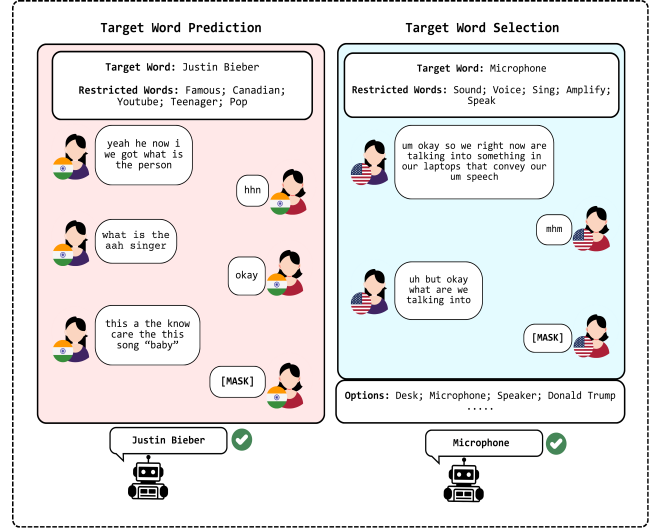 Target Word Prediction
Target Word: Justin Bieber
Restricted Words: Famous; Canadian;
Youtube; Teenager; Pop
yeah he now i
we got what is
the person
hhn
what is the
aah singer
okay
this a the know
care the this
song “baby”
[MASK]
Justin Bieber
Target Word Selection
Target Word: Microphone
Restricted Words: Sound; Voice; Sing; Amplify;
Speak
um okay so we right now are
talking into something in
our laptops that convey our
um speech
mhm
uh but okay
what are we
talking into
[MASK]
Options: Desk; Microphone; Speaker; Donald Trump
.....
Microphone